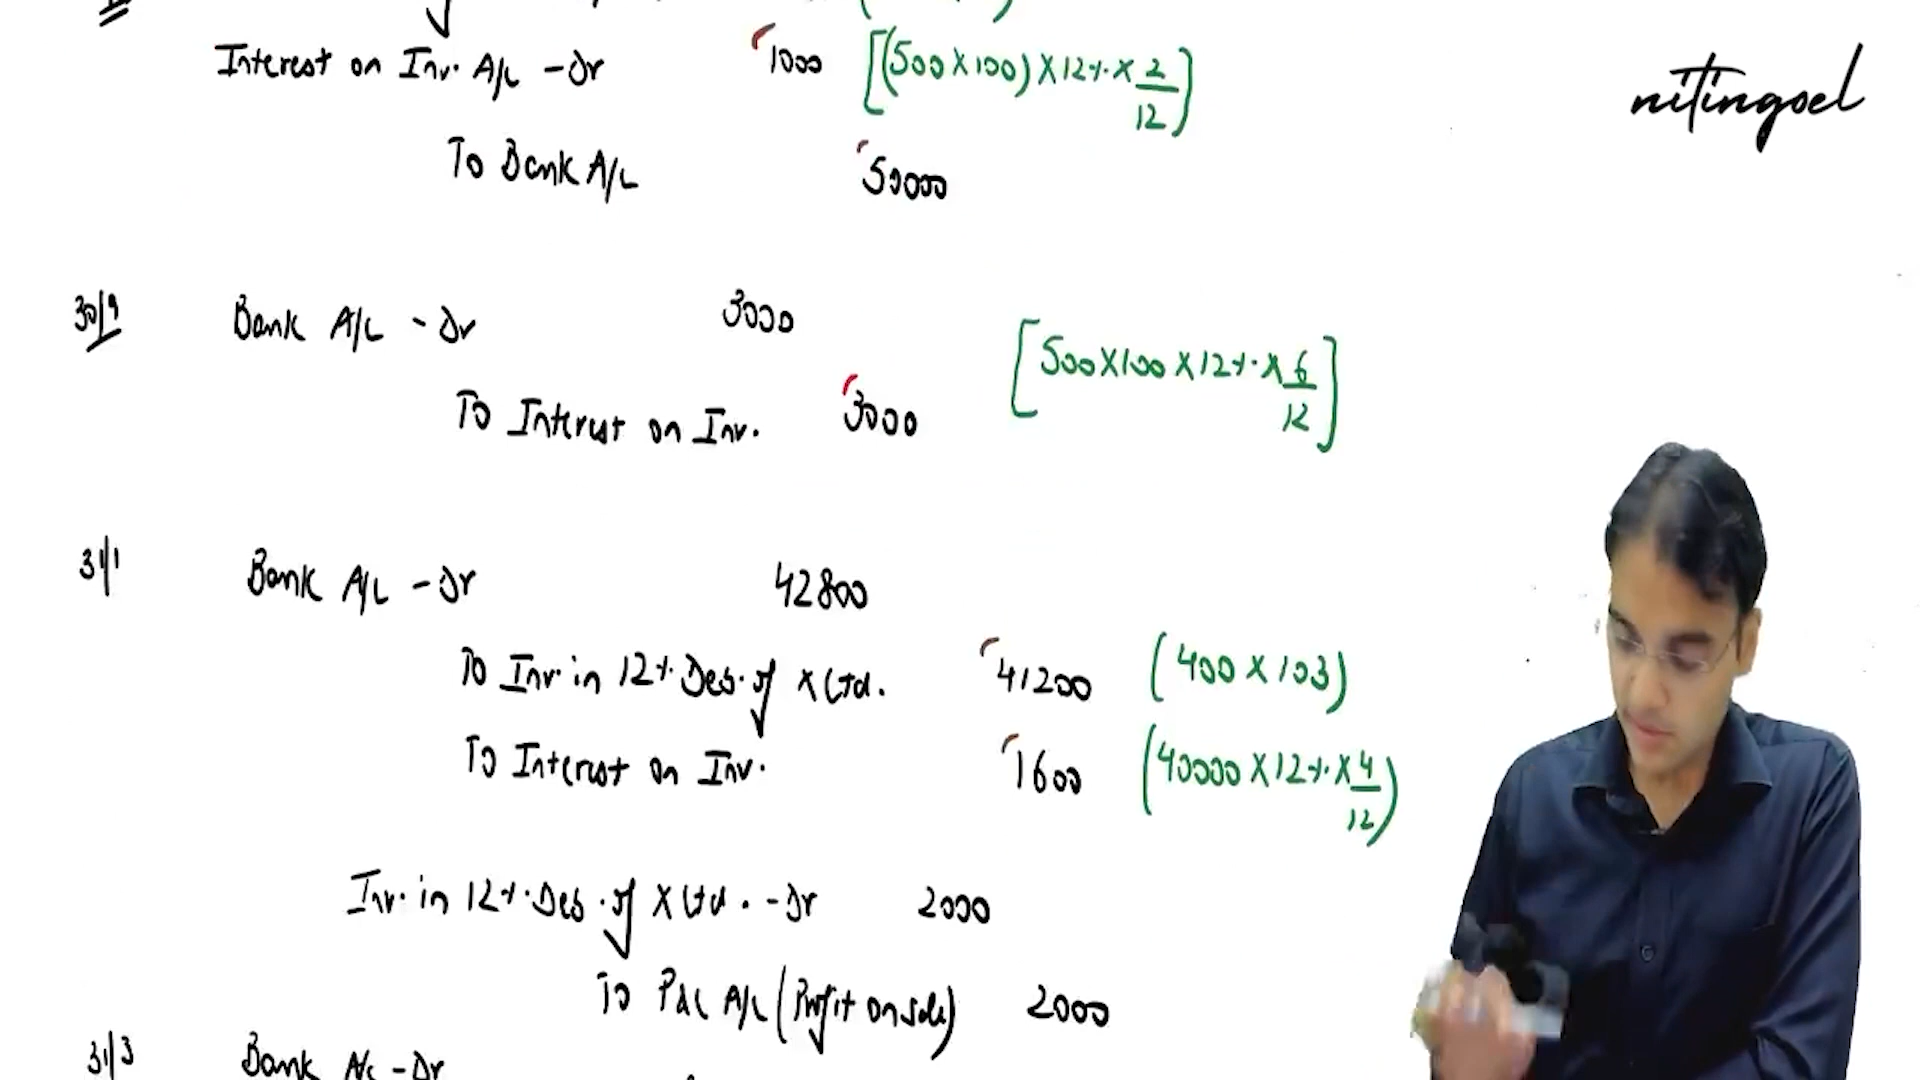 Interest on Inv. A/c - Dr 1000 [(500 X 100) X 12% X 2/12]
nitingoel
To Bank A/c 50000
30/9 Bank A/c - Dr 3000
[500 X 100 X 12% X 6/12]
To Interest on Inv. 3000
31/1 Bank A/c - Dr 42800
To Inv. in 12% Deb. of X Ltd. 41200 (400 X 103)
To Interest on Inv. 1600 (40000 X 12% X 4/12)
Inv. in 12% Deb. of X Ltd. - Dr 2000
To P&L A/c (Profit on sale) 2000
31/3 Bank A/c - Dr